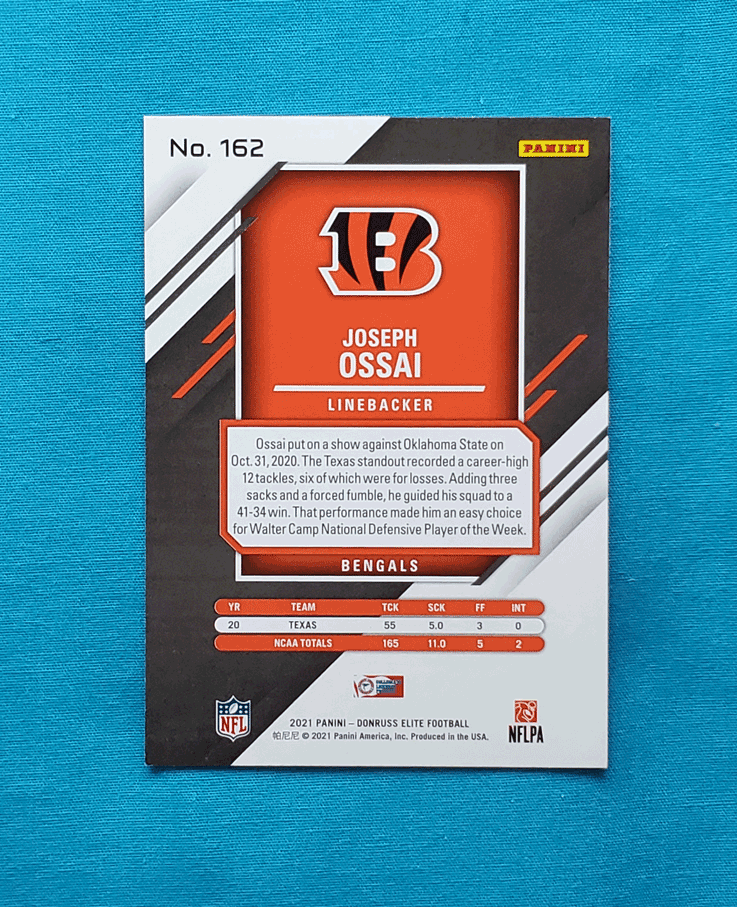 No. 162
PANINI
B
JOSEPH
OSSAI
LINEBACKER
Ossai put on a show against Oklahoma State on
Oct. 31, 2020. The Texas standout recorded a career-high
12 tackles, six of which were for losses. Adding three
sacks and a forced fumble, he guided his squad to a
41-34 win. That performance made him an easy choice
for Walter Camp National Defensive Player of the Week.
BENGALS
YR TEAM TCK SCK FF INT
20 TEXAS 55 5.0 3 0
NCAA TOTALS 165 11.0 5 2
NFL
NFLPA
2021 PANINI – DONRUSS ELITE FOOTBALL
帕尼尼 © 2021 Panini America, Inc. Produced in the USA.